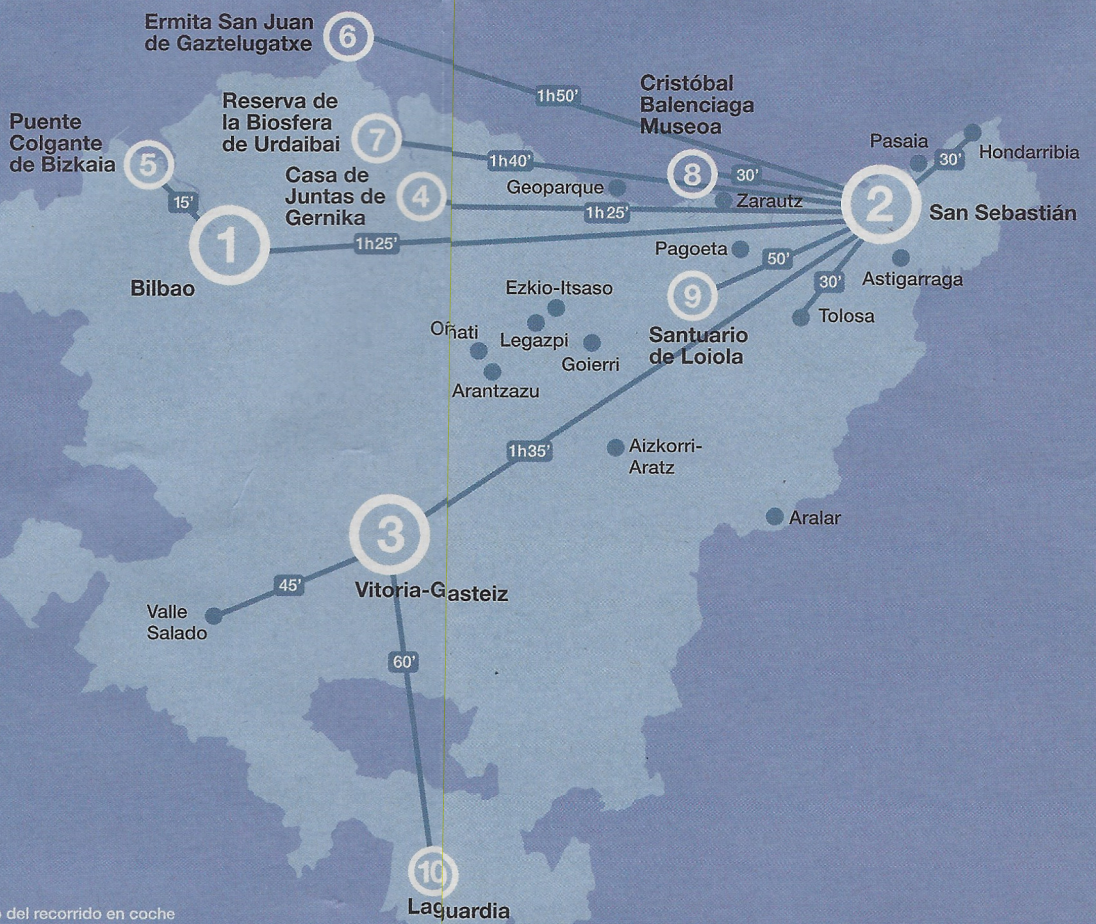 Ermita San Juan
de Gaztelugatxe
6
1h50'
Cristóbal
Balenciaga
Museoa
Reserva de
la Biosfera
de Urdaibai
7
Puente
Colgante
de Bizkaia
5
15'
Casa de
Juntas de
Gernika
4
1h40'
Geoparque
8
30'
Zarautz
1h25'
Pasaia
30'
Hondarribia
2
San Sebastián
1
Bilbao
1h25'
Pagoeta
50'
9
Santuario
de Loiola
30'
Astigarraga
Tolosa
Ezkio-Itsaso
Oñati
Legazpi
Goierri
Arantzazu
1h35'
Aizkorri-
Aratz
Aralar
3
Vitoria-Gasteiz
45'
Valle
Salado
60'
10
Laguardia
del recorrido en coche